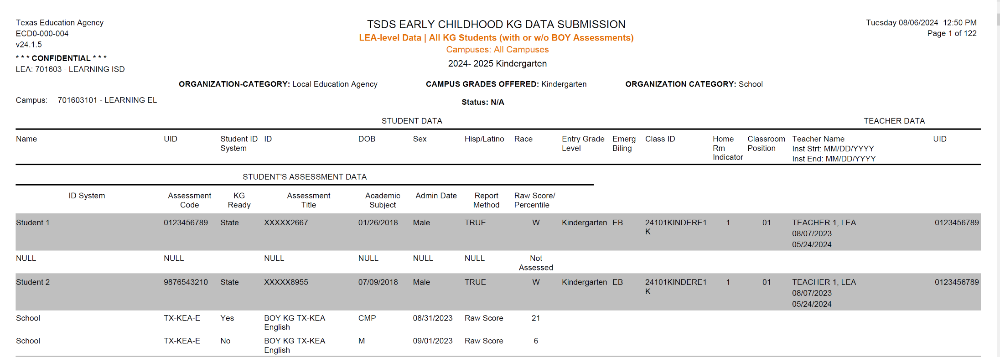 Texas Education Agency
ECD0-000-004
v24.1.5
* * * CONFIDENTIAL * * *
LEA: 701603 - LEARNING ISD
TSDS EARLY CHILDHOOD KG DATA SUBMISSION
LEA-level Data | All KG Students (with or w/o BOY Assessments)
Campuses: All Campuses
2024- 2025 Kindergarten
Tuesday 08/06/2024 12:50 PM
Page 1 of 122
ORGANIZATION-CATEGORY: Local Education Agency CAMPUS GRADES OFFERED: Kindergarten ORGANIZATION CATEGORY: School
Campus: 701603101 - LEARNING EL
Status: N/A
STUDENT DATA TEACHER DATA
Name UID Student ID ID DOB Sex Hisp/Latino Race Entry Grade Emerg Class ID Home Classroom Teacher Name UID
System Level Biling Rm Position Inst Strt: MM/DD/YYYY
Indicator Inst End: MM/DD/YYYY
STUDENT'S ASSESSMENT DATA
ID System Assessment KG Assessment Academic Admin Date Report Raw Score/
Code Ready Title Subject Method Percentile
Student 1 0123456789 State XXXXX2667 01/26/2018 Male TRUE W Kindergarten EB 24101KINDERE1 1 01 TEACHER 1, LEA 0123456789
K 08/07/2023
05/24/2024
NULL NULL NULL NULL NULL NULL Not
Assessed
Student 2 9876543210 State XXXXX8955 07/09/2018 Male TRUE W Kindergarten EB 24101KINDERE1 1 01 TEACHER 1, LEA 0123456789
K 08/07/2023
05/24/2024
School TX-KEA-E Yes BOY KG TX-KEA CMP 08/31/2023 Raw Score 21
English
School TX-KEA-E No BOY KG TX-KEA M 09/01/2023 Raw Score 6
English